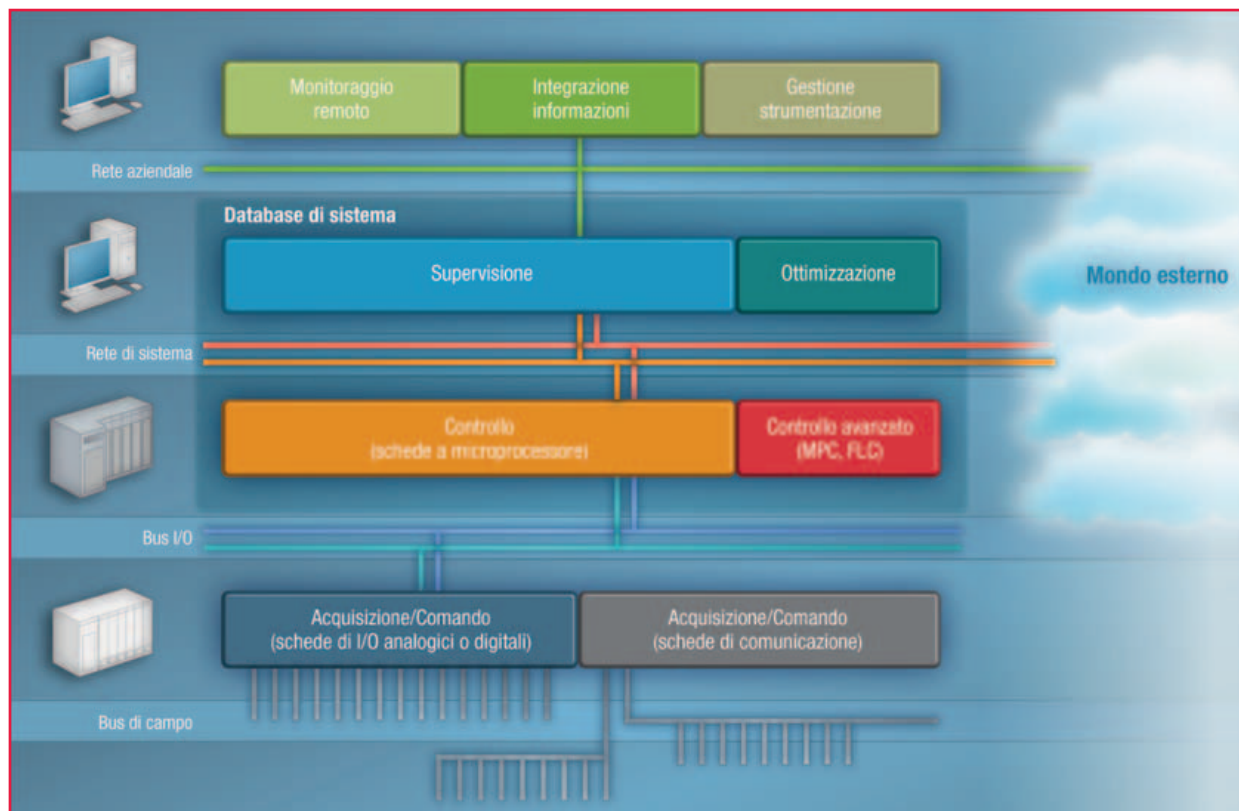 Monitoraggio
remoto
Integrazione
informazioni
Gestione
strumentazione
Rete aziendale
Database di sistema
Supervisione
Ottimizzazione
Mondo esterno
Rete di sistema
Controllo
(schede a microprocessore)
Controllo avanzato
(MPC, FLC)
Bus I/O
Acquisizione/Comando
(schede di I/O analogici o digitali)
Acquisizione/Comando
(schede di comunicazione)
Bus di campo